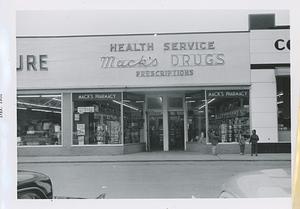 HEALTH SERVICE
URE Mack's DRUGS CO
PRESCRIPTIONS
MACK'S PHARMACY MACK'S PHARMACY